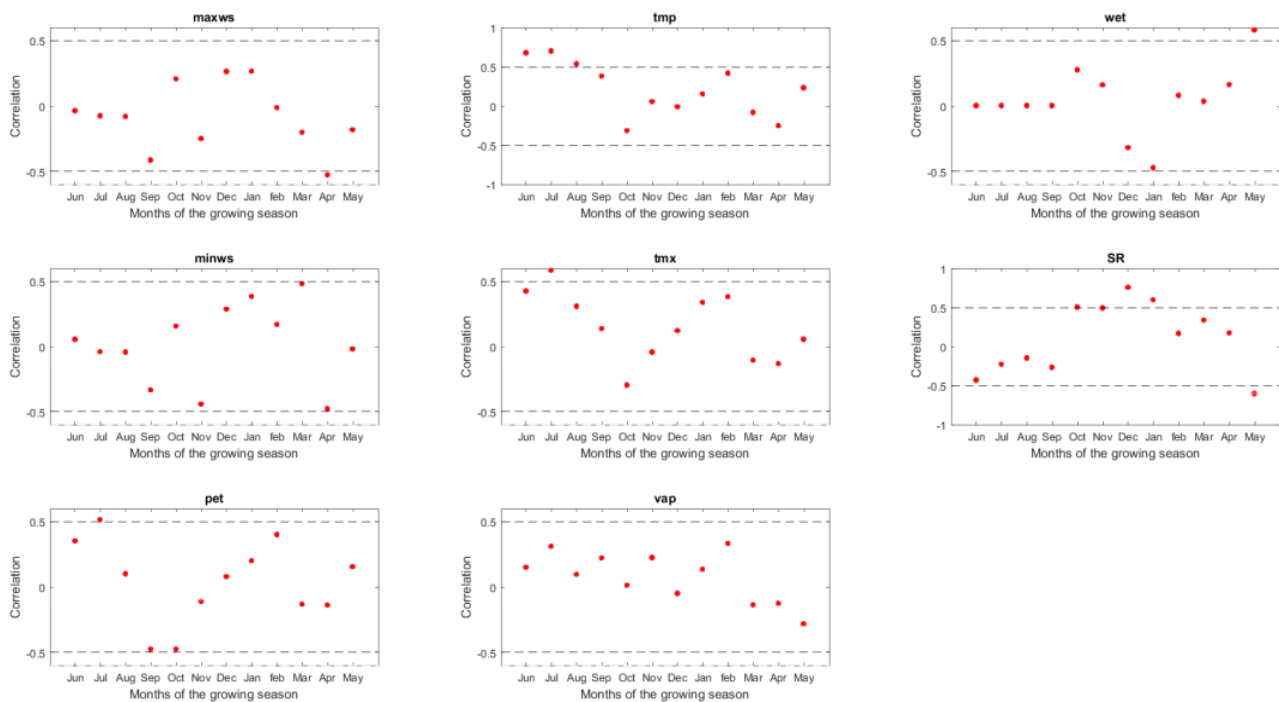 maxws
0.5
0
-0.5
Correlation
Jun Jul Aug Sep Oct Nov Dec Jan feb Mar Apr May
Months of the growing season
tmp
1
0.5
0
-0.5
-1
Correlation
Jun Jul Aug Sep Oct Nov Dec Jan feb Mar Apr May
Months of the growing season
wet
0.5
0
-0.5
Correlation
Jun Jul Aug Sep Oct Nov Dec Jan feb Mar Apr May
Months of the growing season
minws
0.5
0
-0.5
Correlation
Jun Jul Aug Sep Oct Nov Dec Jan feb Mar Apr May
Months of the growing season
tmx
0.5
0
-0.5
Correlation
Jun Jul Aug Sep Oct Nov Dec Jan feb Mar Apr May
Months of the growing season
SR
1
0.5
0
-0.5
-1
Correlation
Jun Jul Aug Sep Oct Nov Dec Jan feb Mar Apr May
Months of the growing season
pet
0.5
0
-0.5
Correlation
Jun Jul Aug Sep Oct Nov Dec Jan feb Mar Apr May
Months of the growing season
vap
0.5
0
-0.5
Correlation
Jun Jul Aug Sep Oct Nov Dec Jan feb Mar Apr May
Months of the growing season